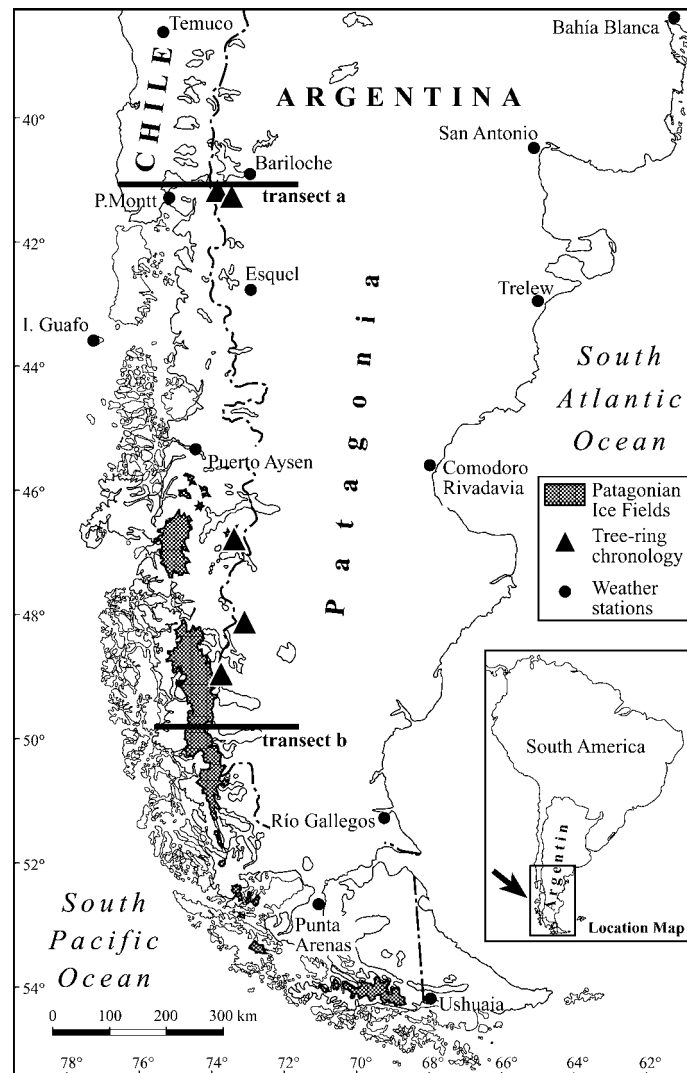 Temuco
Bahía Blanca
CHILE
ARGENTINA
40°
San Antonio
Bariloche
P.Montt
transect a
42°
Esquel
Trelew
I. Guafo
44°
Patagonia
South
Atlantic
Ocean
Puerto Aysen
Comodoro
Rivadavia
46°
Patagonian
Ice Fields
Tree-ring
chronology
Weather
stations
48°
50°
transect b
South America
Argentin
Location Map
Río Gallegos
52°
South
Pacific
Ocean
Punta
Arenas
54°
Ushuaia
0 100 200 300 km
78° 75° 72° 70° 68° 66° 64° 62°